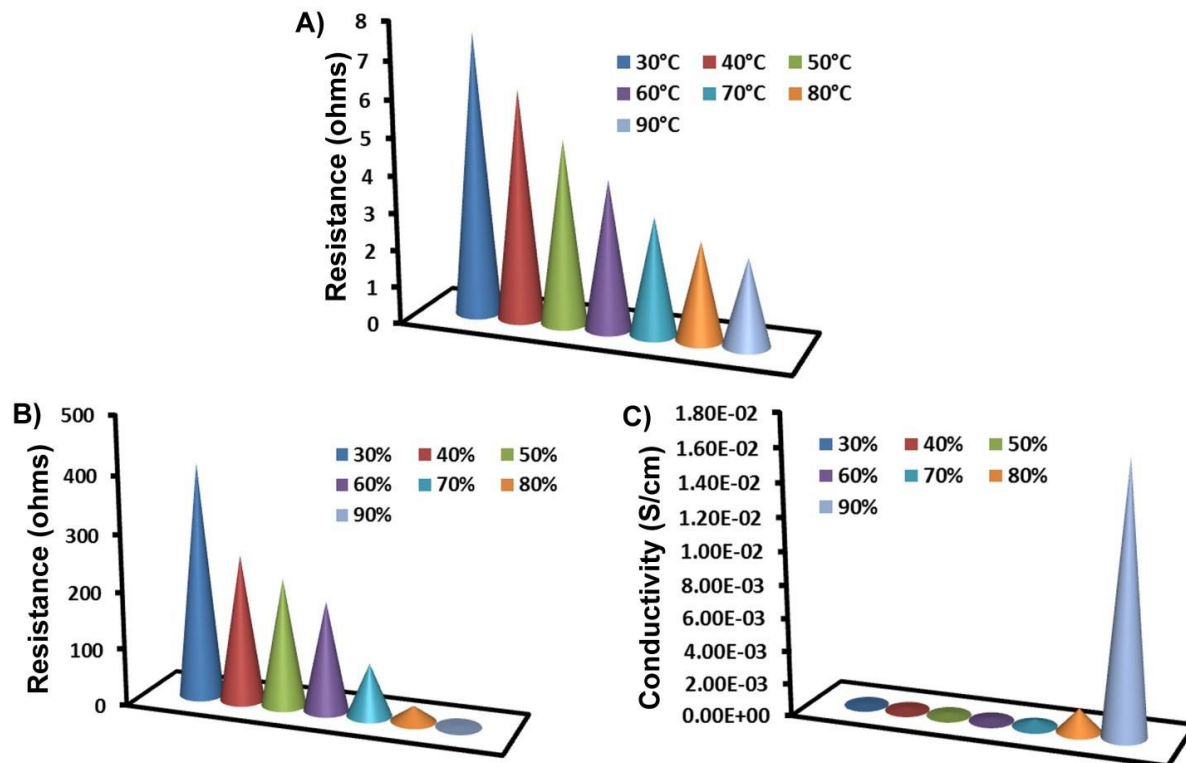 A)
Resistance (ohms)
8
7
6
5
4
3
2
1
0
30°C 40°C 50°C
60°C 70°C 80°C
90°C
B)
Resistance (ohms)
500
400
300
200
100
0
30% 40% 50%
60% 70% 80%
90%
C)
Conductivity (S/cm)
1.80E-02
1.60E-02
1.40E-02
1.20E-02
1.00E-02
8.00E-03
6.00E-03
4.00E-03
2.00E-03
0.00E+00
30% 40% 50%
60% 70% 80%
90%